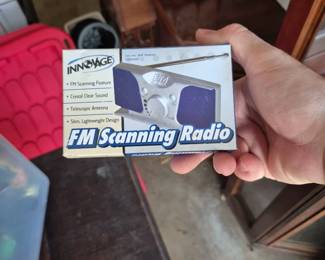 INNOVAGE
• FM Scanning Feature
• Crystal Clear Sound
• Telescopic Antenna
• Slim, Lightweight Design
FM Scanning Radio